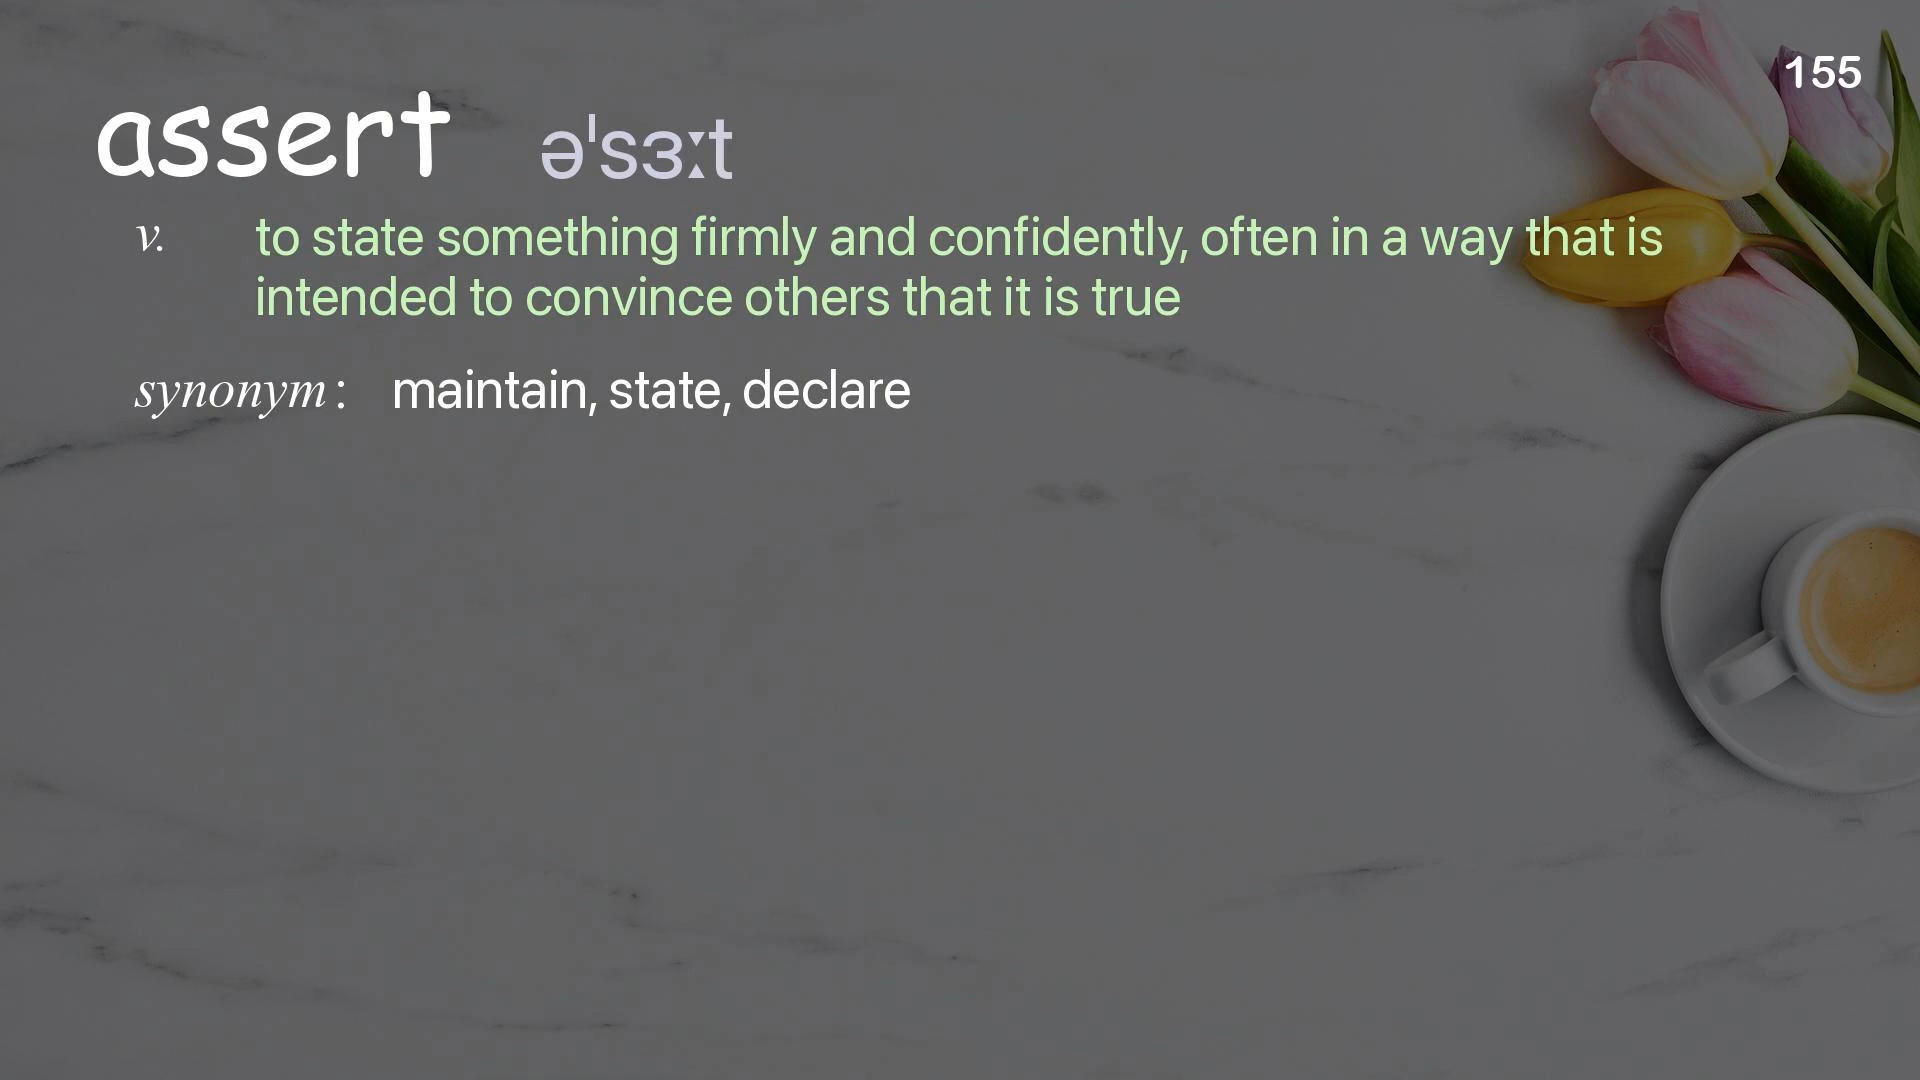 155
assert əˈsɜːt
v. to state something firmly and confidently, often in a way that is
intended to convince others that it is true
synonym: maintain, state, declare